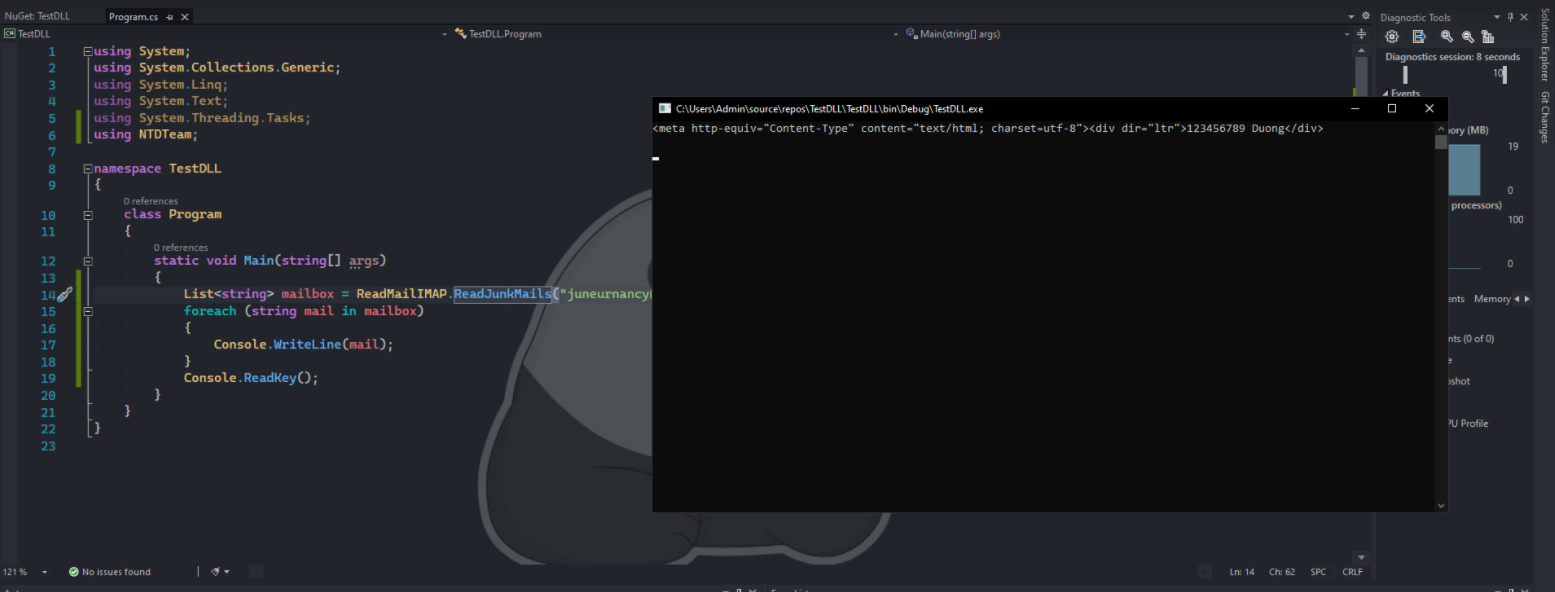 NuGet: TestDLL
Program.cs
Diagnostic Tools
Solution Explorer
Git Changes
C# TestDLL
TestDLL.Program
Main(string[] args)
Diagnostics session: 8 seconds
10
Events
1 using System;
2 using System.Collections.Generic;
3 using System.Linq;
4 using System.Text;
5 using System.Threading.Tasks;
6 using NTDTeam;
7
8 namespace TestDLL
9 {
0 references
10 class Program
11 {
0 references
12 static void Main(string[] args)
13 {
14 List<string> mailbox = ReadMailIMAP.ReadJunkMails("juneurnancy
15 foreach (string mail in mailbox)
16 {
17 Console.WriteLine(mail);
18 }
19 Console.ReadKey();
20 }
21 }
22 }
23
C:\Users\Admin\source\repos\TestDLL\TestDLL\bin\Debug\TestDLL.exe
<meta http-equiv="Content-Type" content="text/html; charset=utf-8"><div dir="ltr">123456789 Duong</div>
ory (MB)
19
0
processors)
100
0
ents Memory
nts (0 of 0)
e
pshot
PU Profile
121 %
No issues found
Ln: 14 Ch: 62 SPC CRLF